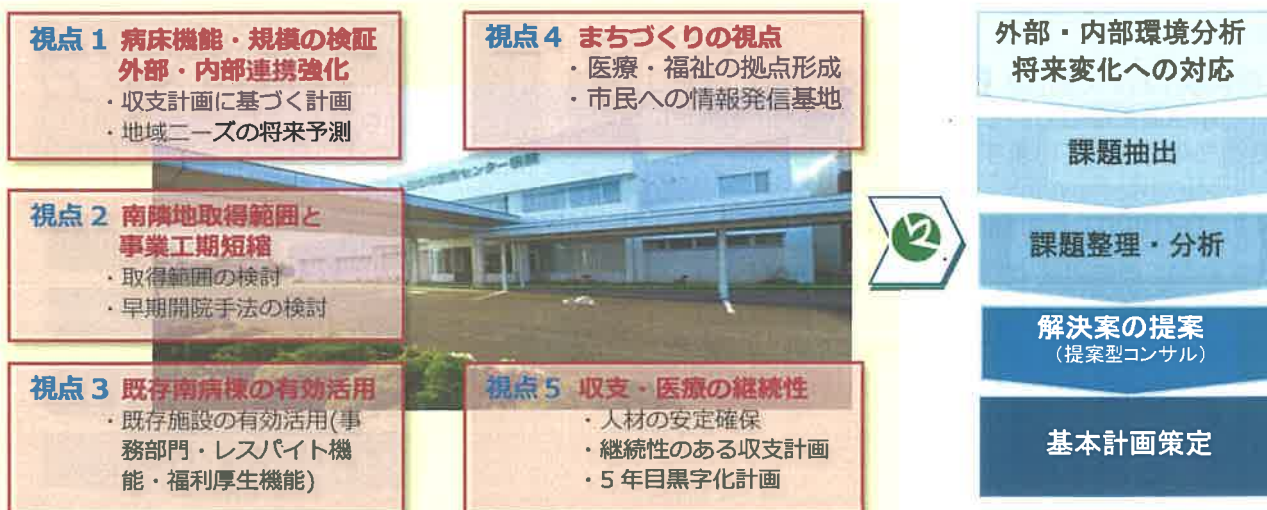 視点１ 病床機能・規模の検証
外部・内部連携強化
・収支計画に基づく計画
・地域ニーズの将来予測
視点２ 南隣地取得範囲と
事業工期短縮
・取得範囲の検討
・早期開院手法の検討
視点３ 既存南病棟の有効活用
・既存施設の有効活用(事
務部門・レスパイト機
能・福利厚生機能)
視点４ まちづくりの視点
・医療・福祉の拠点形成
・市民への情報発信基地
視点５ 収支・医療の継続性
・人材の安定確保
・継続性のある収支計画
・５年目黒字化計画
外部・内部環境分析
将来変化への対応
課題抽出
課題整理・分析
解決案の提案
（提案型コンサル）
基本計画策定